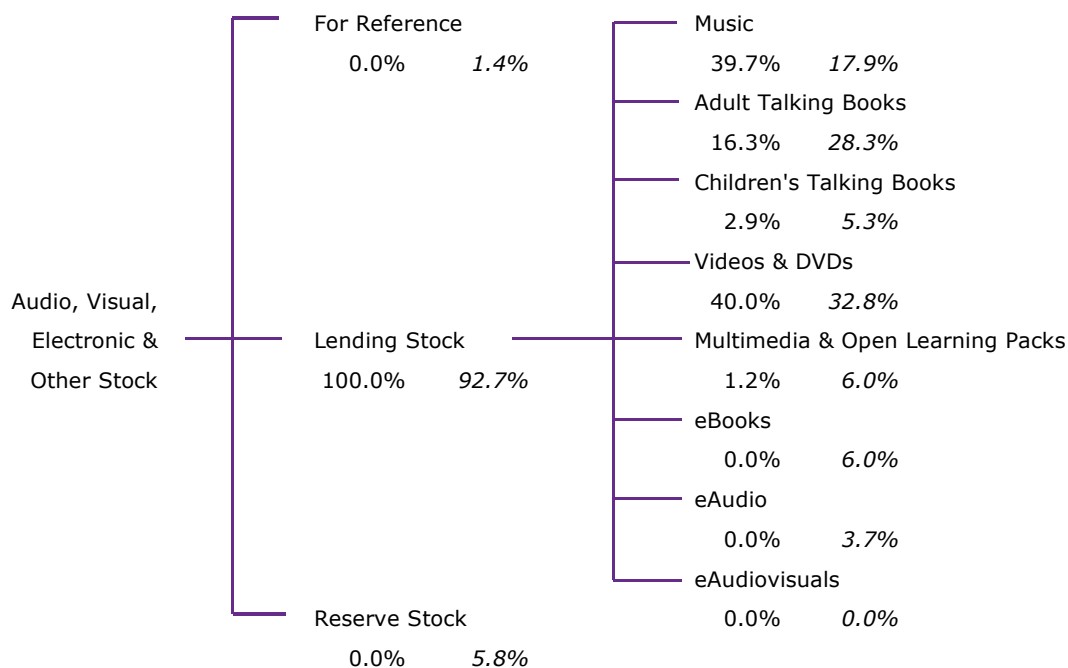 For Reference
0.0% 1.4%
Music
39.7% 17.9%
Adult Talking Books
16.3% 28.3%
Children's Talking Books
2.9% 5.3%
Videos & DVDs
40.0% 32.8%
Audio, Visual,
Electronic &
Other Stock
Lending Stock
100.0% 92.7%
Multimedia & Open Learning Packs
1.2% 6.0%
eBooks
0.0% 6.0%
eAudio
0.0% 3.7%
eAudiovisuals
0.0% 0.0%
Reserve Stock
0.0% 5.8%